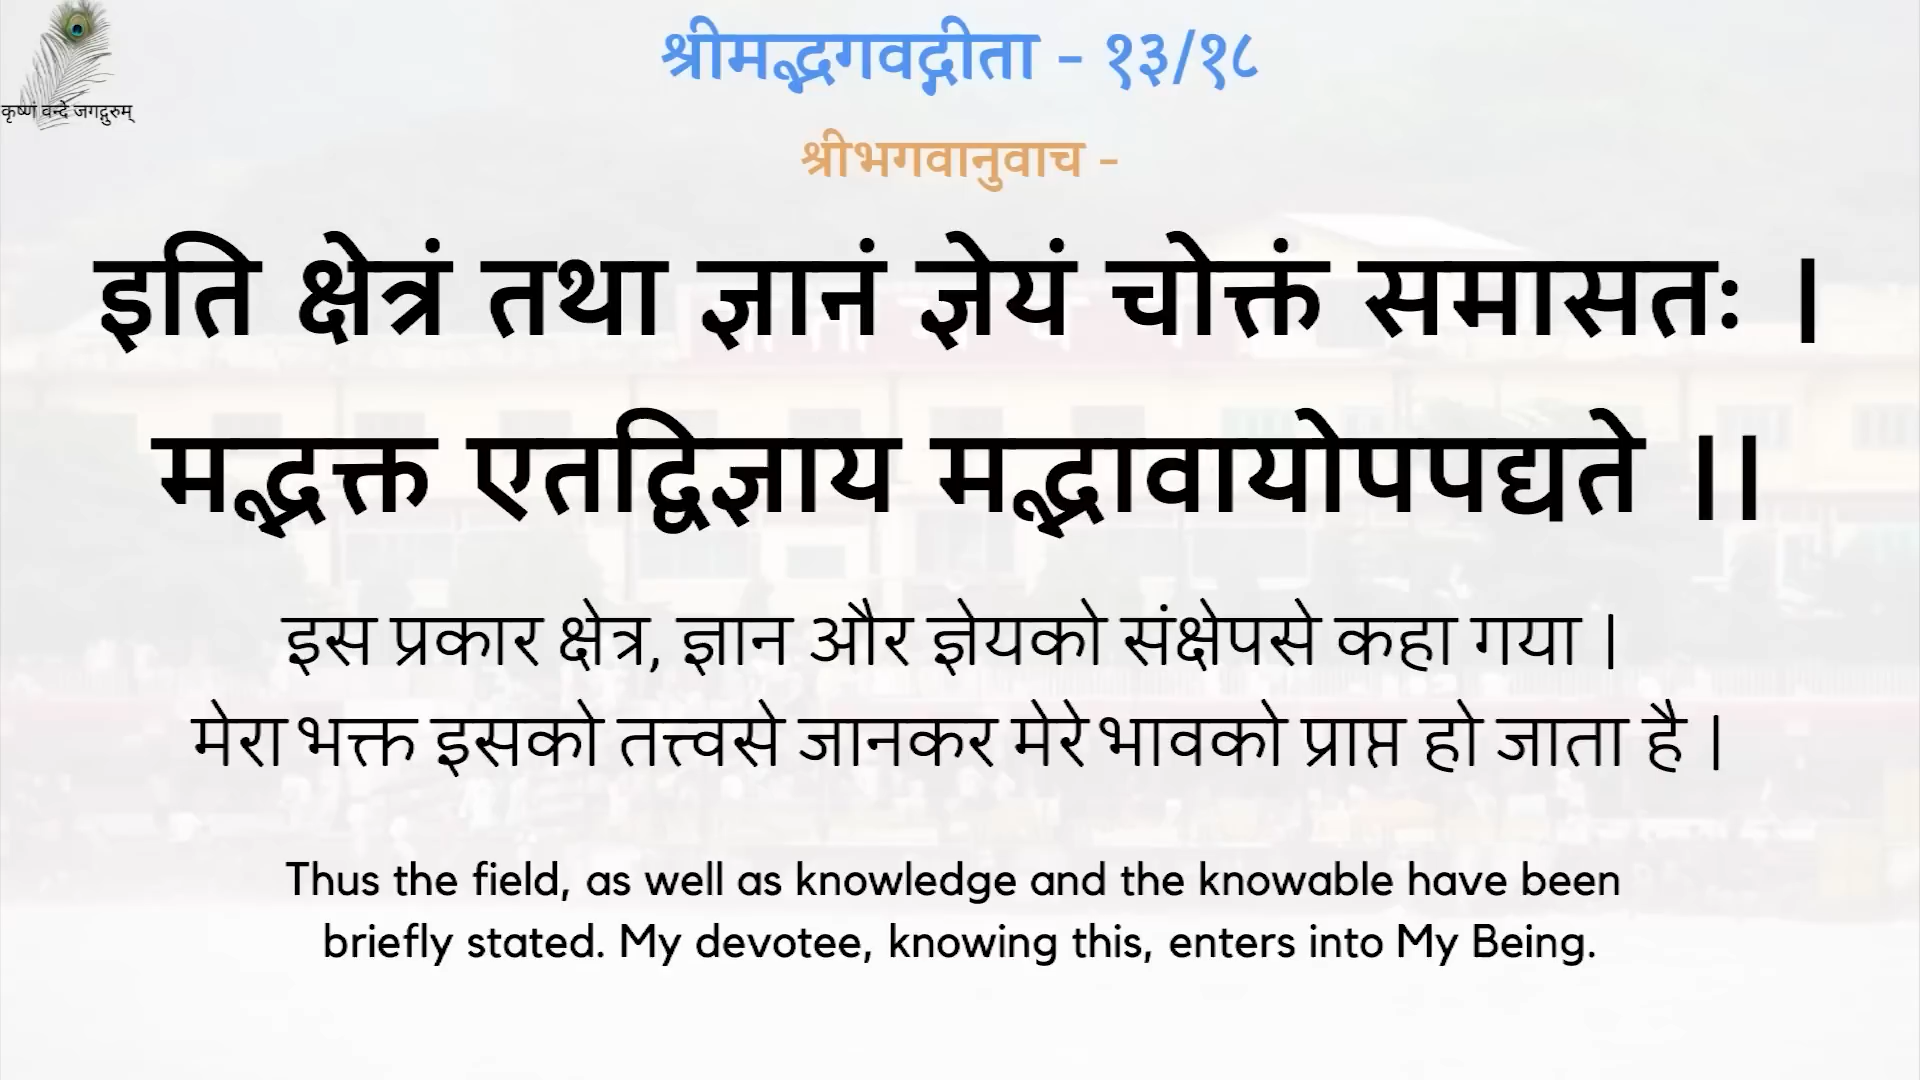 श्रीमद्भगवद्गीता - १३/१८
कृष्णं वन्दे जगद्गुरुम्
श्रीभगवानुवाच -
इति क्षेत्रं तथा ज्ञानं ज्ञेयं चोक्तं समासतः ।
मद्भक्त एतद्विज्ञाय मद्भावायोपपद्यते ।।
इस प्रकार क्षेत्र, ज्ञान और ज्ञेयको संक्षेपसे कहा गया |
मेरा भक्त इसको तत्त्वसे जानकर मेरे भावको प्राप्त हो जाता है |
Thus the field, as well as knowledge and the knowable have been
briefly stated. My devotee, knowing this, enters into My Being.